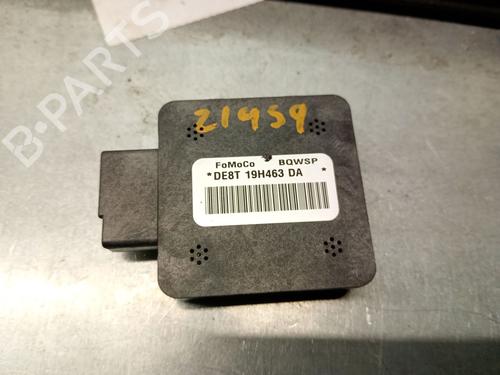 21459
FoMoCo BQWSP
*DE8T 19H463 DA *
B-PARTS